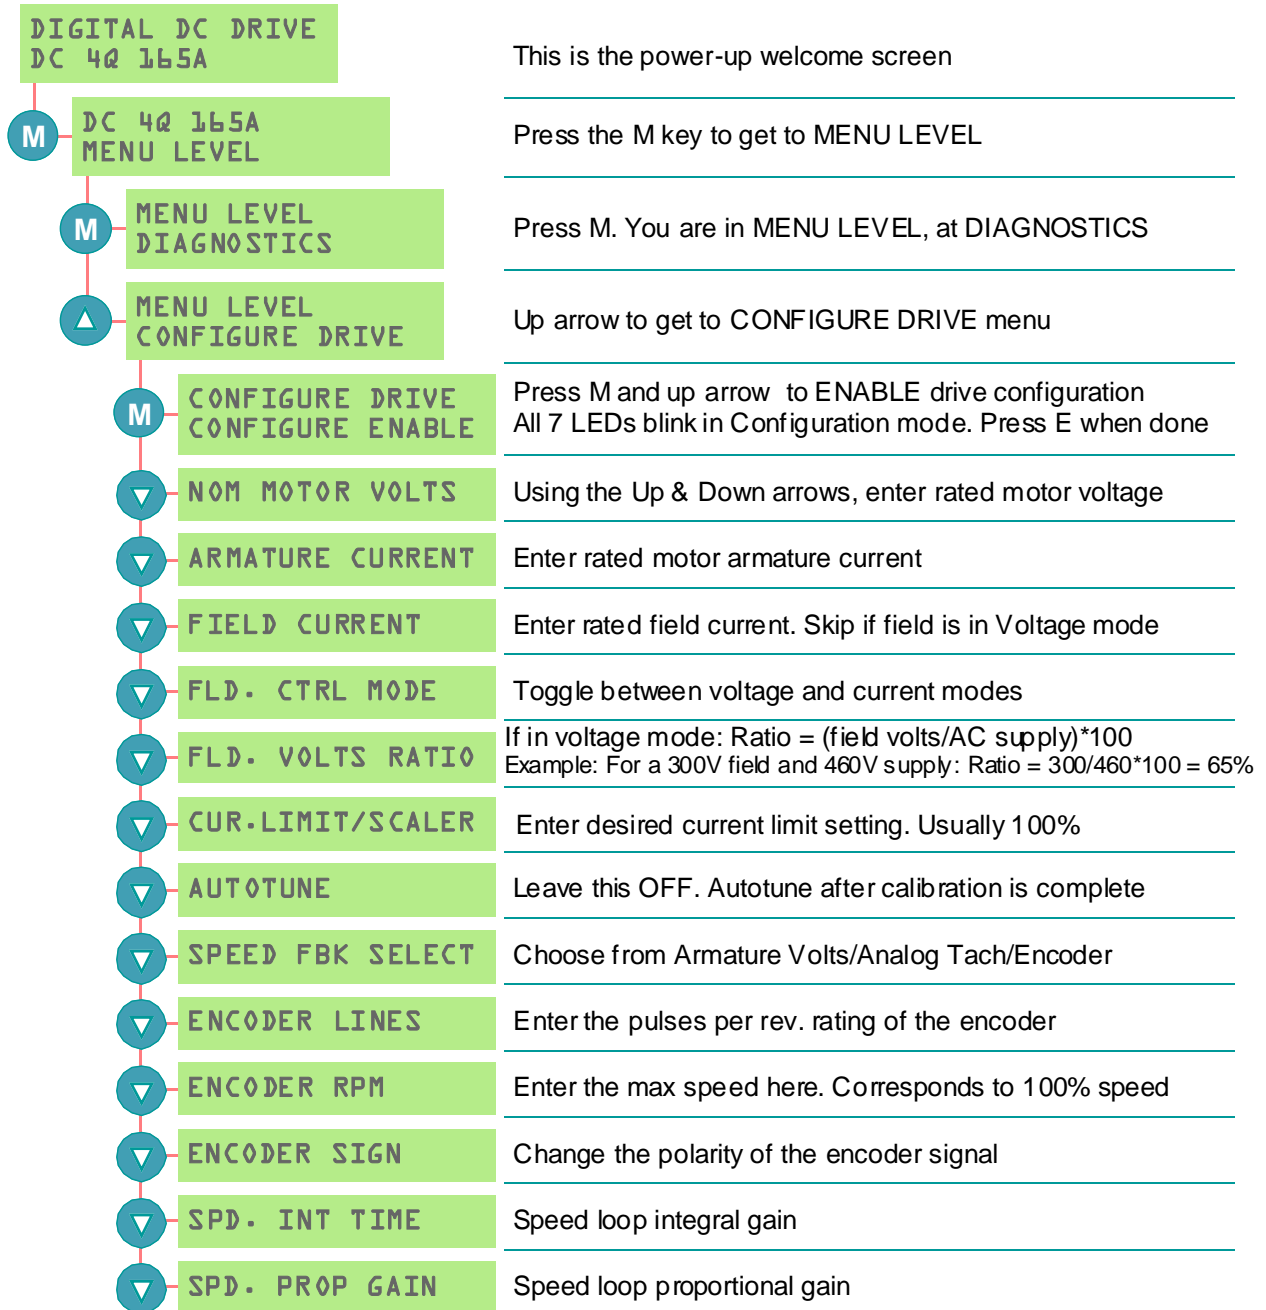 DIGITAL DC DRIVE
DC 4Q 165A
This is the power-up welcome screen
M
DC 4Q 165A
MENU LEVEL
Press the M key to get to MENU LEVEL
M
MENU LEVEL
DIAGNOSTICS
Press M. You are in MENU LEVEL, at DIAGNOSTICS
MENU LEVEL
CONFIGURE DRIVE
Up arrow to get to CONFIGURE DRIVE menu
M
CONFIGURE DRIVE
CONFIGURE ENABLE
Press M and up arrow to ENABLE drive configuration
All 7 LEDs blink in Configuration mode. Press E when done
NOM MOTOR VOLTS
Using the Up & Down arrows, enter rated motor voltage
ARMATURE CURRENT
Enter rated motor armature current
FIELD CURRENT
Enter rated field current. Skip if field is in Voltage mode
FLD. CTRL MODE
Toggle between voltage and current modes
FLD. VOLTS RATIO
If in voltage mode: Ratio = (field volts/AC supply)*100
Example: For a 300V field and 460V supply: Ratio = 300/460*100 = 65%
CUR.LIMIT/SCALER
Enter desired current limit setting. Usually 100%
AUTOTUNE
Leave this OFF. Autotune after calibration is complete
SPEED FBK SELECT
Choose from Armature Volts/Analog Tach/Encoder
ENCODER LINES
Enter the pulses per rev. rating of the encoder
ENCODER RPM
Enter the max speed here. Corresponds to 100% speed
ENCODER SIGN
Change the polarity of the encoder signal
SPD. INT TIME
Speed loop integral gain
SPD. PROP GAIN
Speed loop proportional gain